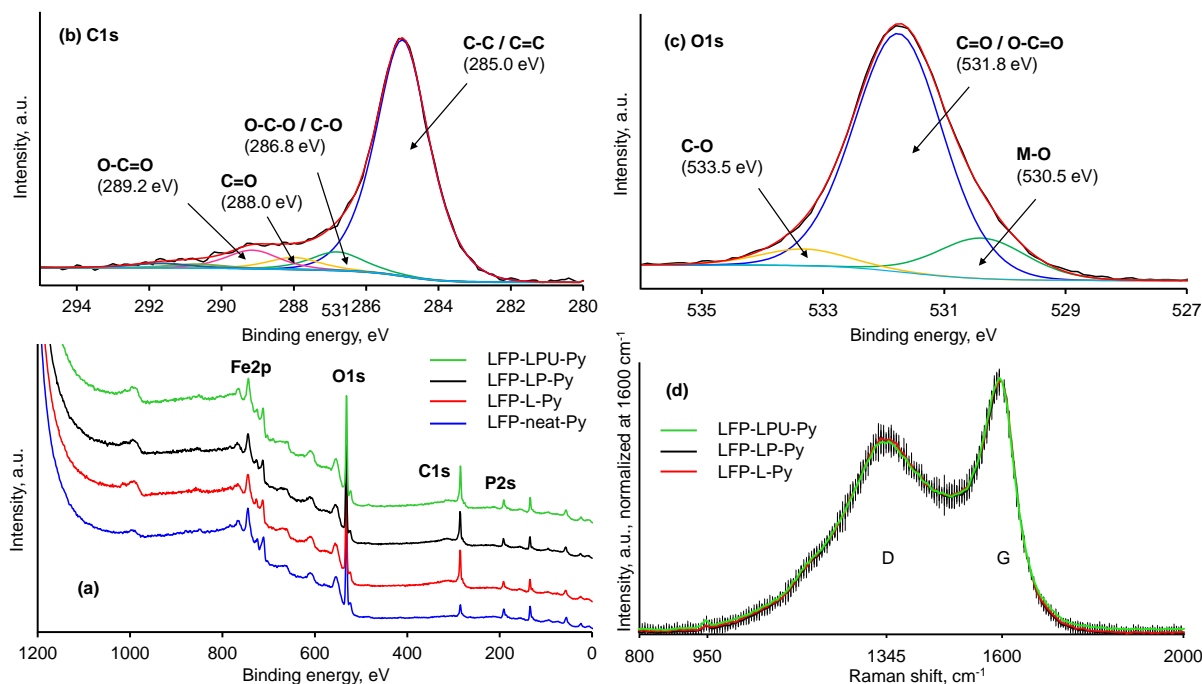 (b) C1s
C-C / C=C
(285.0 eV)
O-C-O / C-O
(286.8 eV)
O-C=O
(289.2 eV)
C=O
(288.0 eV)
Intensity, a.u.
294 292 290 288 531 286 284 282 280
Binding energy, eV
(c) O1s
C=O / O-C=O
(531.8 eV)
C-O
(533.5 eV)
M-O
(530.5 eV)
Intensity, a.u.
535 533 531 529 527
Binding energy, eV
LFP-LPU-Py
LFP-LP-Py
LFP-L-Py
LFP-neat-Py
Fe2p
O1s
C1s
P2s
(a)
Intensity, a.u.
1200 1000 800 600 400 200 0
Binding energy, eV
(d)
LFP-LPU-Py
LFP-LP-Py
LFP-L-Py
D
G
Intensity, a.u., normalized at 1600 cm-1
800 950 1345 1600 2000
Raman shift, cm-1